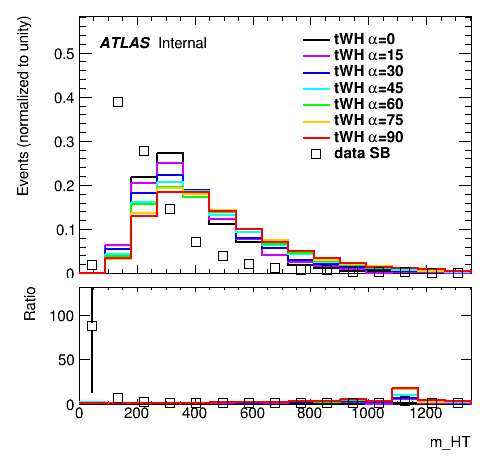 ATLAS Internal
Events (normalized to unity)
0.5
0.4
0.3
0.2
0.1
0
tWH α=0
tWH α=15
tWH α=30
tWH α=45
tWH α=60
tWH α=75
tWH α=90
data SB
Ratio
100
50
0
0 200 400 600 800 1000 1200
m_HT